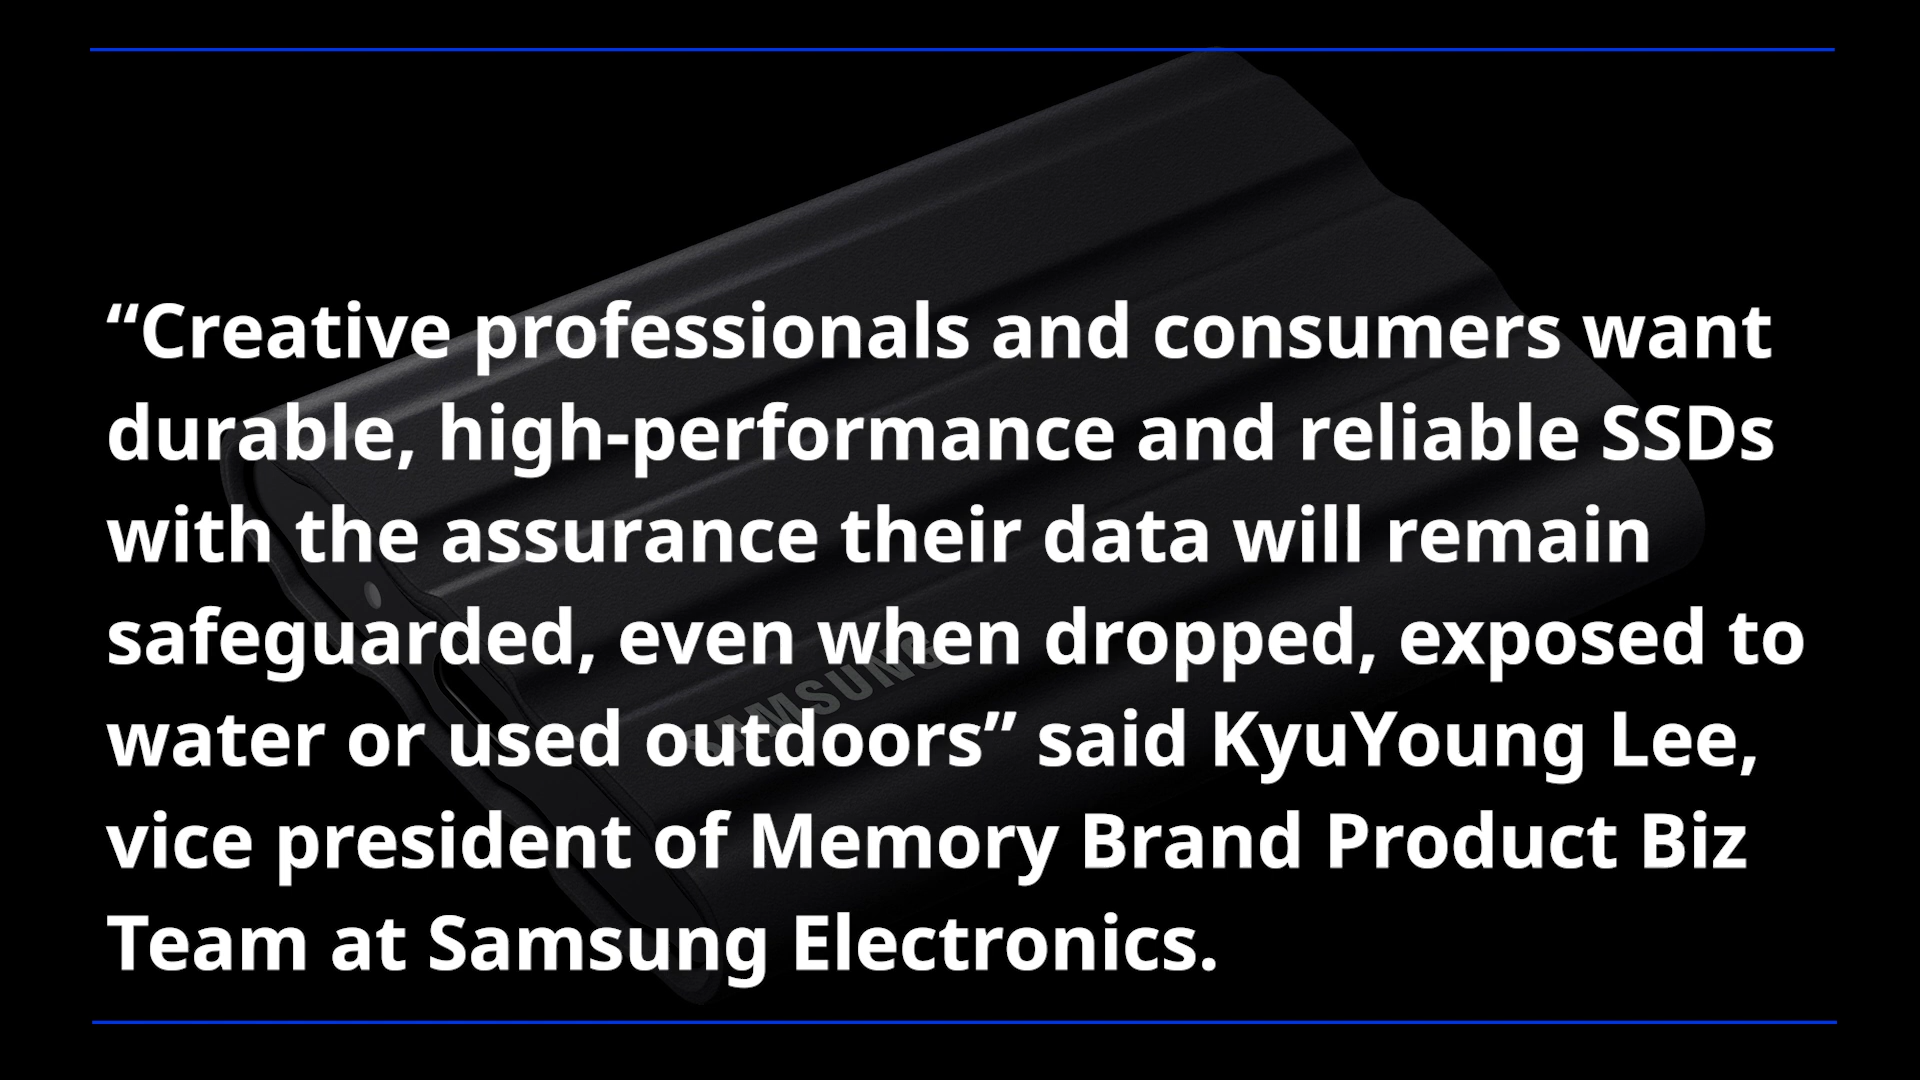 “Creative professionals and consumers want
durable, high-performance and reliable SSDs
with the assurance their data will remain
safeguarded, even when dropped, exposed to
water or used outdoors” said KyuYoung Lee,
vice president of Memory Brand Product Biz
Team at Samsung Electronics.
SAMSUNG